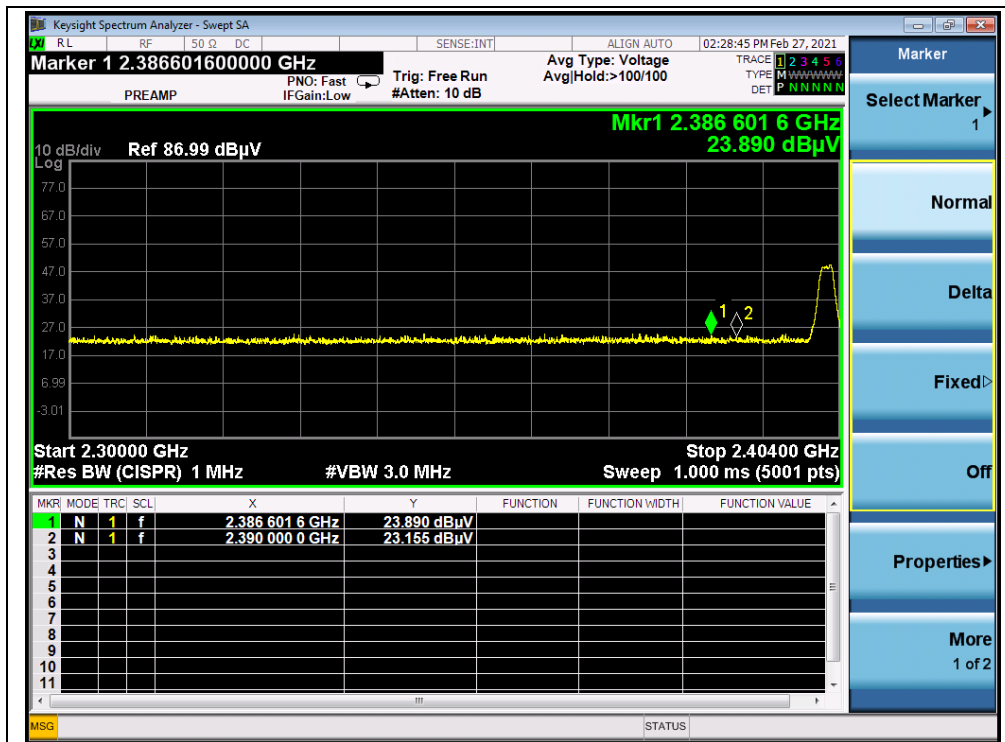 Keysight Spectrum Analyzer - Swept SA
LXI RL RF 50 Ω DC SENSE:INT ALIGN AUTO 02:28:45 PM Feb 27, 2021
Marker 1 2.386601600000 GHz
PREAMP
PNO: Fast
IFGain:Low
Trig: Free Run
#Atten: 10 dB
Avg Type: Voltage
Avg|Hold:>100/100
TRACE 1 2 3 4 5 6
TYPE M WWWWW
DET P N N N N N
Mkr1 2.386 601 6 GHz
23.890 dBµV
10 dB/div
Log
Ref 86.99 dBµV
77.0
67.0
57.0
47.0
37.0
27.0
17.0
6.99
-3.01
1
2
Start 2.30000 GHz
Stop 2.40400 GHz
#Res BW (CISPR) 1 MHz
#VBW 3.0 MHz
Sweep 1.000 ms (5001 pts)
MKR MODE TRC SCL X Y FUNCTION FUNCTION WIDTH FUNCTION VALUE
1 N 1 f 2.386 601 6 GHz 23.890 dBµV
2 N 1 f 2.390 000 0 GHz 23.155 dBµV
3
4
5
6
7
8
9
10
11
MSG
STATUS
Marker
Select Marker
1
Normal
Delta
Fixed
Off
Properties
More
1 of 2